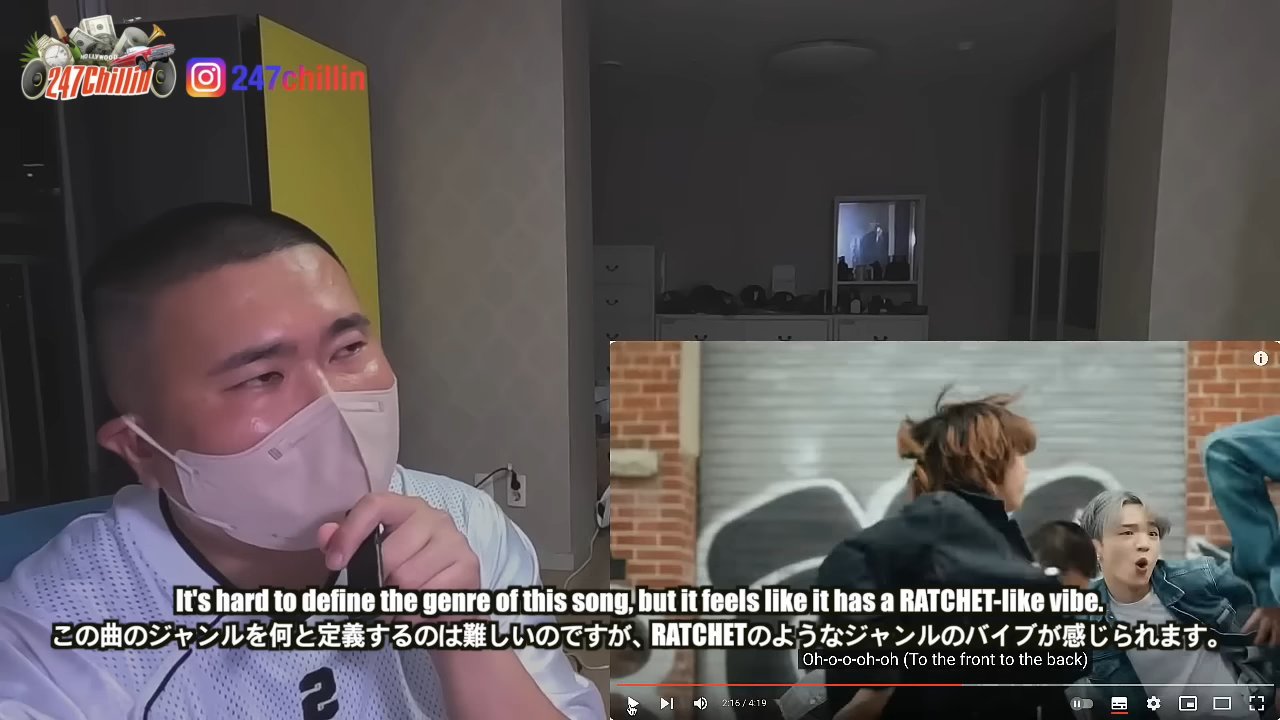 HOLLYWOOD
247Chillin
247chillin
It's hard to define the genre of this song, but it feels like it has a RATCHET-like vibe.
この曲のジャンルを何と定義するのは難しいのですが、RATCHETのようなジャンルのバイブが感じられます。
Oh-o-o-oh-oh (To the front to the back)
2:16 / 4:19
2